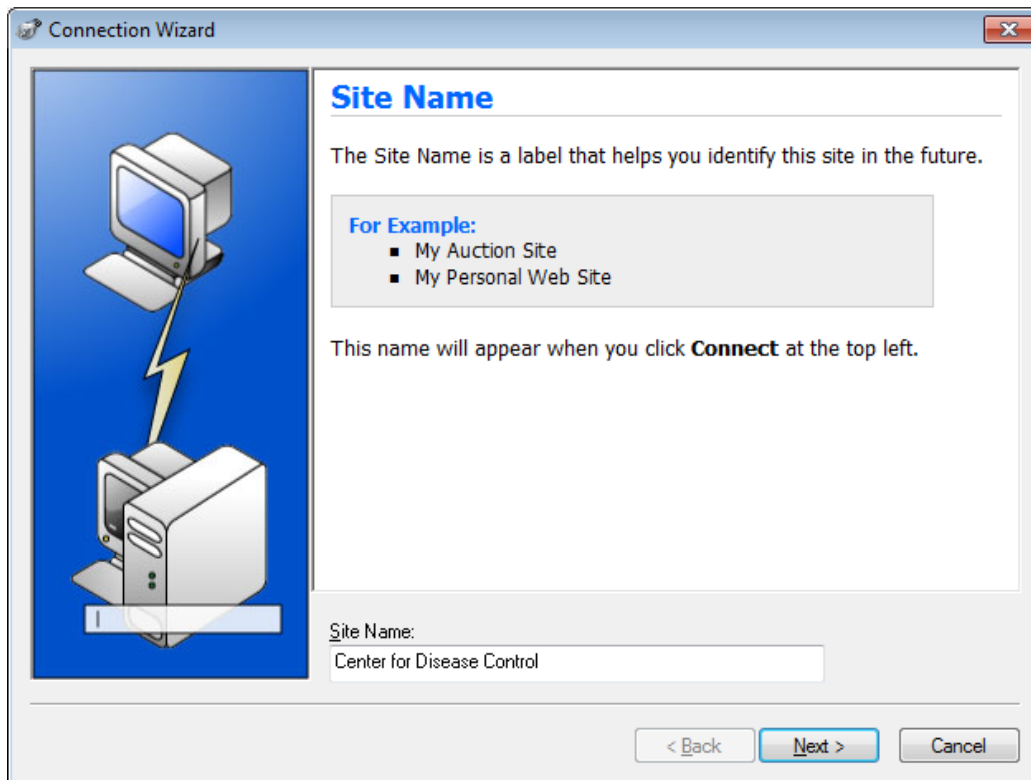 Connection Wizard
Site Name
The Site Name is a label that helps you identify this site in the future.
For Example:
▪ My Auction Site
▪ My Personal Web Site
This name will appear when you click Connect at the top left.
Site Name:
Center for Disease Control
< Back Next > Cancel